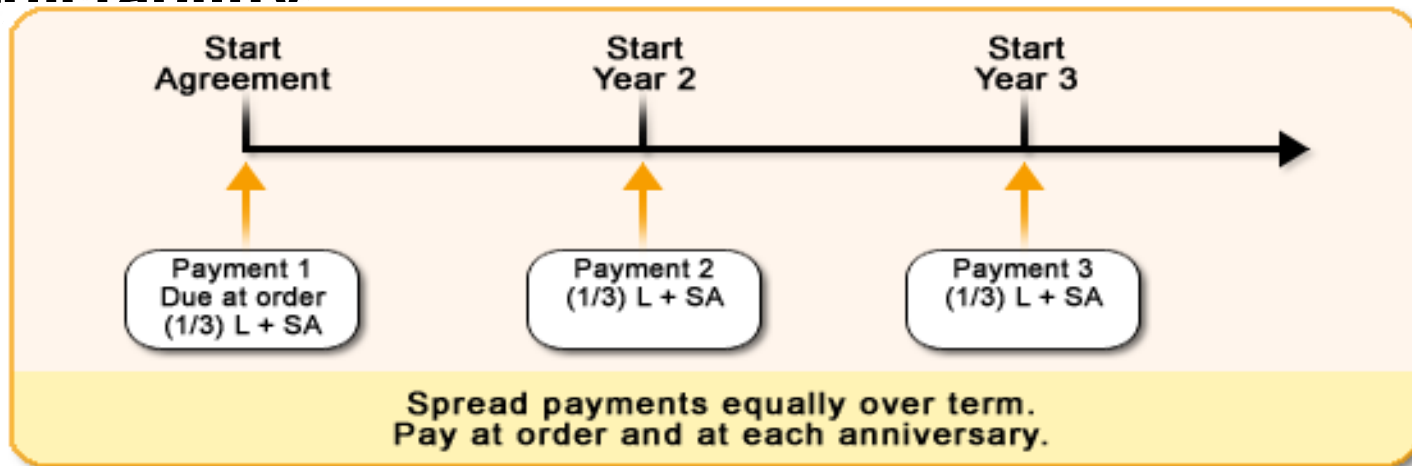 Start
Agreement
Start
Year 2
Start
Year 3
Payment 1
Due at order
(1/3) L + SA
Payment 2
(1/3) L + SA
Payment 3
(1/3) L + SA
Spread payments equally over term.
Pay at order and at each anniversary.